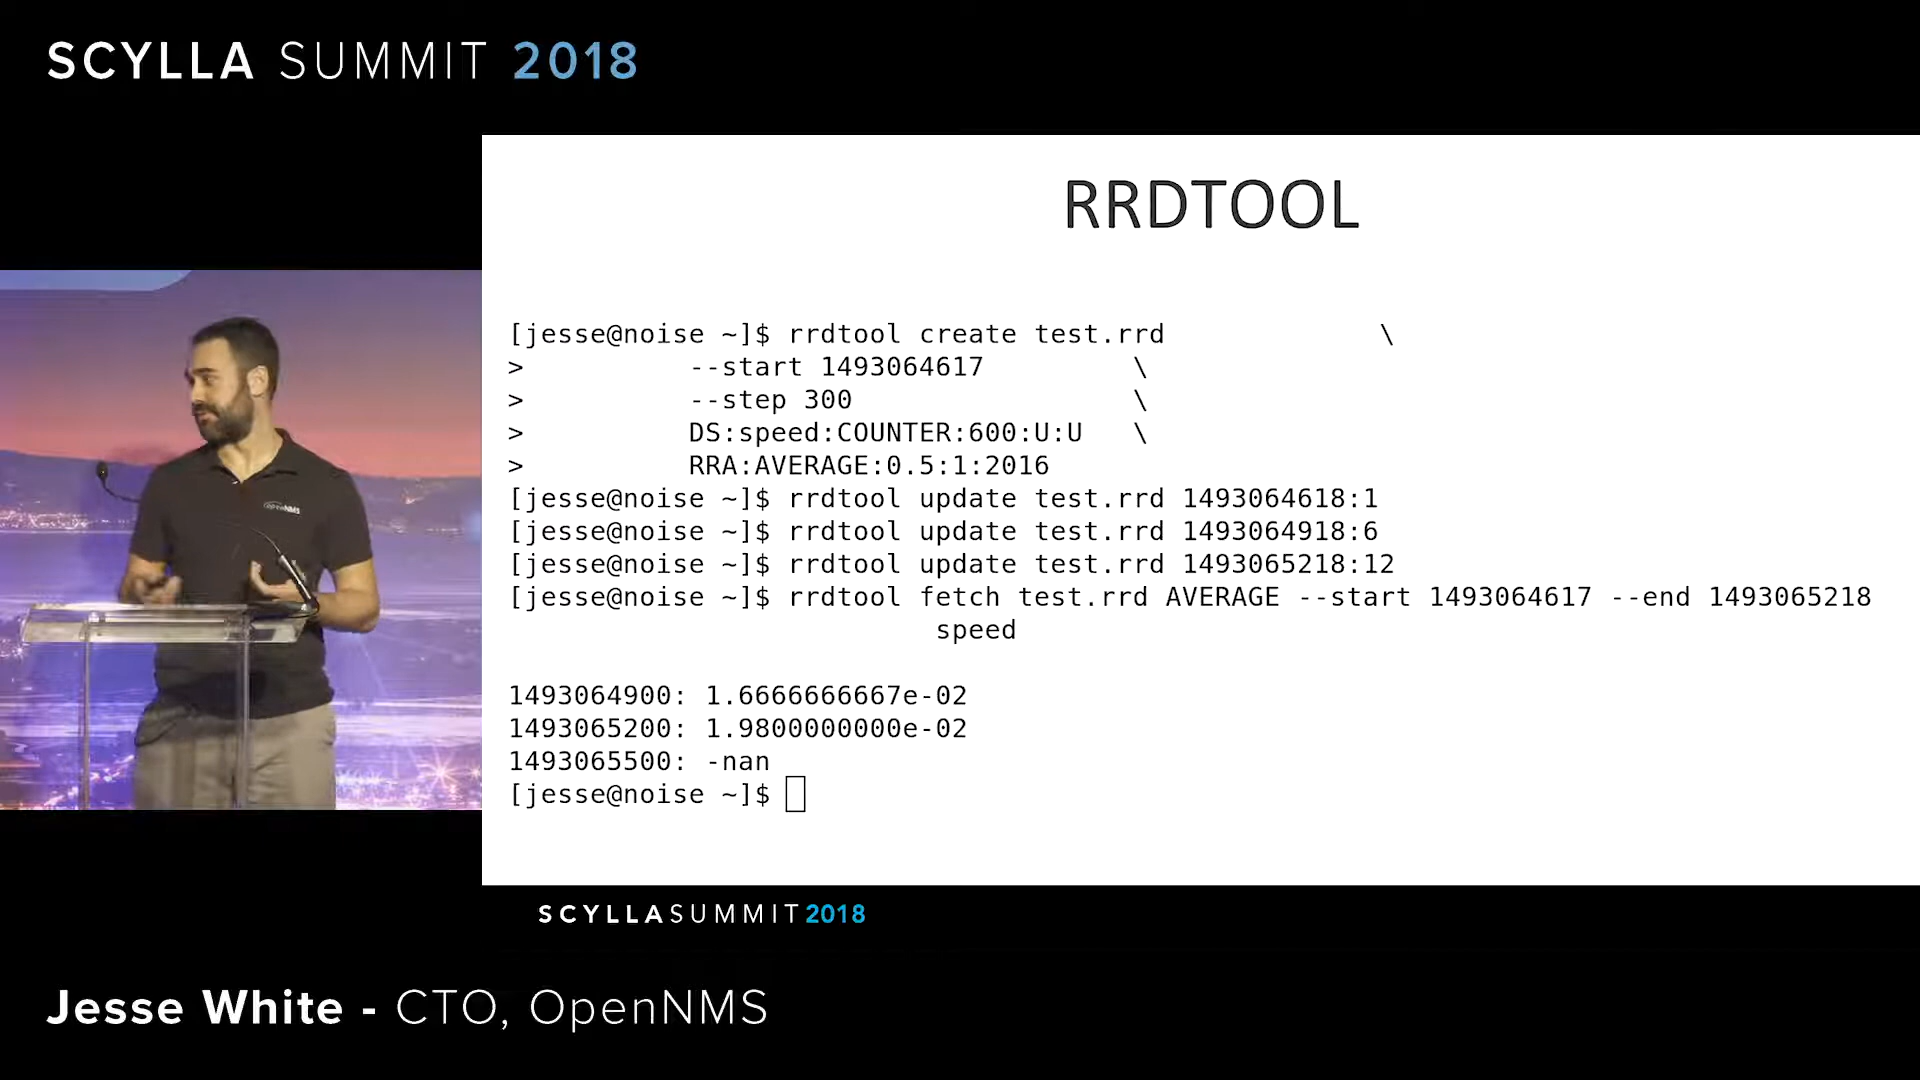 SCYLLA SUMMIT 2018
RRDTOOL
[jesse@noise ~]$ rrdtool create test.rrd \
> --start 1493064617 \
> --step 300 \
> DS:speed:COUNTER:600:U:U \
> RRA:AVERAGE:0.5:1:2016
[jesse@noise ~]$ rrdtool update test.rrd 1493064618:1
[jesse@noise ~]$ rrdtool update test.rrd 1493064918:6
[jesse@noise ~]$ rrdtool update test.rrd 1493065218:12
[jesse@noise ~]$ rrdtool fetch test.rrd AVERAGE --start 1493064617 --end 1493065218
speed
1493064900: 1.6666666667e-02
1493065200: 1.9800000000e-02
1493065500: -nan
[jesse@noise ~]$
OpenNMS
SCYLLASUMMIT2018
Jesse White - CTO, OpenNMS